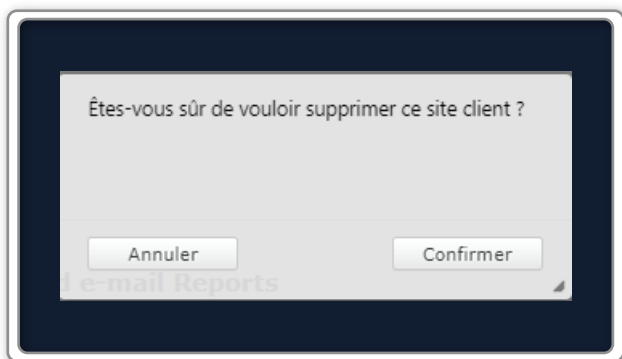 Êtes-vous sûr de vouloir supprimer ce site client ?
Annuler
Confirmer
e-mail Reports